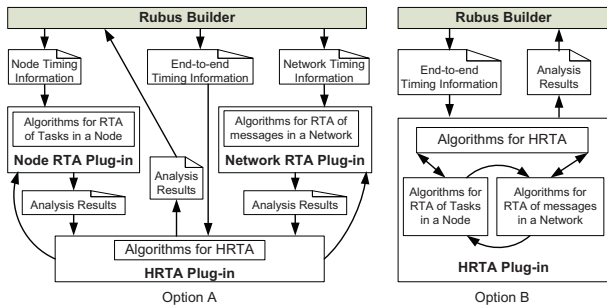 Rubus Builder
Node Timing
Information
End-to-end
Timing Information
Network Timing
Information
Algorithms for RTA
of Tasks in a Node
Node RTA Plug-in
Algorithms for RTA of
messages in a Network
Network RTA Plug-in
Analysis
Results
Analysis Results
Analysis Results
Algorithms for HRTA
HRTA Plug-in
Option A
Rubus Builder
End-to-end
Timing Information
Analysis
Results
Algorithms for HRTA
Algorithms for
RTA of Tasks
in a Node
Algorithms for
RTA of messages
in a Network
HRTA Plug-in
Option B